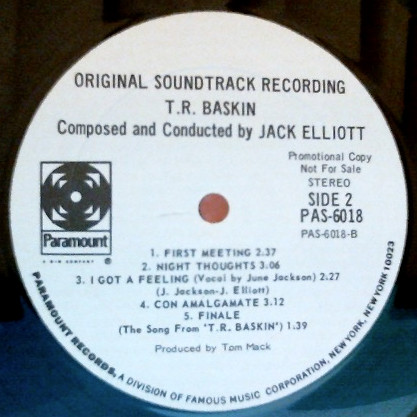 ORIGINAL SOUNDTRACK RECORDING
T.R. BASKIN
Composed and Conducted by JACK ELLIOTT
Promotional Copy
Not For Sale
STEREO
SIDE 2
PAS-6018
PAS-6018-B
Paramount
®
A G+W COMPANY
1. FIRST MEETING 2.37
2. NIGHT THOUGHTS 3.06
3. I GOT A FEELING (Vocal by June Jackson) 2.27
(J. Jackson-J. Elliott)
4. CON AMALGAMATE 3.12
5. FINALE
(The Song From "T.R. BASKIN") 1.39
Produced by Tom Mack
PARAMOUNT RECORDS, A DIVISION OF FAMOUS MUSIC CORPORATION, NEW YORK, NEW YORK 10023